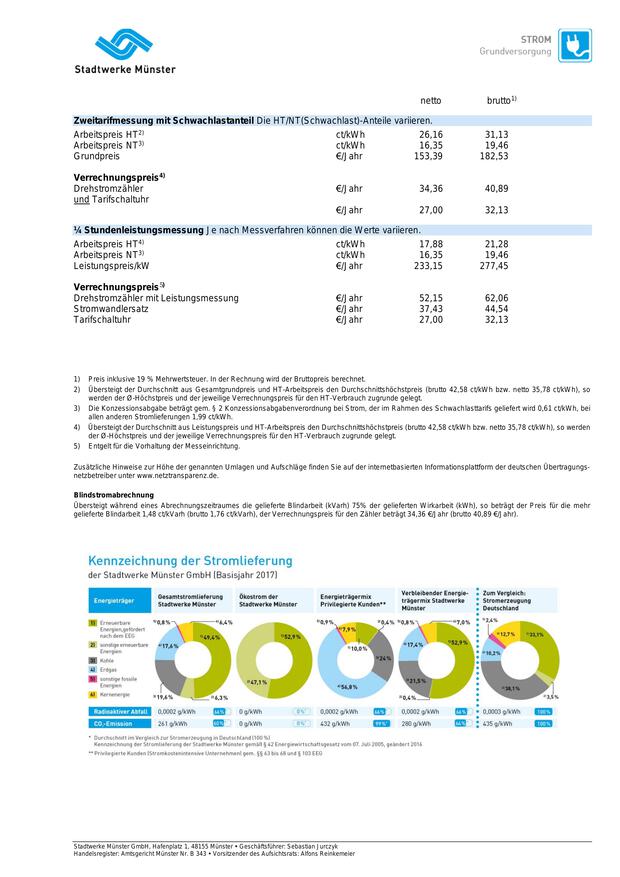 Stadtwerke Münster
STROM
Grundversorgung
netto brutto1)
Zweitarifmessung mit Schwachlastanteil Die HT/NT(Schwachlast)-Anteile variieren.
Arbeitspreis HT2) ct/kWh 26,16 31,13
Arbeitspreis NT3) ct/kWh 16,35 19,46
Grundpreis €/Jahr 153,39 182,53
Verrechnungspreis4)
Drehstromzähler €/Jahr 34,36 40,89
und Tarifschaltuhr
€/Jahr 27,00 32,13
¼ Stundenleistungsmessung Je nach Messverfahren können die Werte variieren.
Arbeitspreis HT4) ct/kWh 17,88 21,28
Arbeitspreis NT3) ct/kWh 16,35 19,46
Leistungspreis/kW €/Jahr 233,15 277,45
Verrechnungspreis5)
Drehstromzähler mit Leistungsmessung €/Jahr 52,15 62,06
Stromwandlersatz €/Jahr 37,43 44,54
Tarifschaltuhr €/Jahr 27,00 32,13
1) Preis inklusive 19 % Mehrwertsteuer. In der Rechnung wird der Bruttopreis berechnet.
2) Übersteigt der Durchschnitt aus Gesamtgrundpreis und HT-Arbeitspreis den Durchschnittshöchstpreis (brutto 42,58 ct/kWh bzw. netto 35,78 ct/kWh), so
werden der Ø-Höchstpreis und der jeweilige Verrechnungspreis für den HT-Verbrauch zugrunde gelegt.
3) Die Konzessionsabgabe beträgt gem. § 2 Konzessionsabgabenverordnung bei Strom, der im Rahmen des Schwachlasttarifs geliefert wird 0,61 ct/kWh, bei
allen anderen Stromlieferungen 1,99 ct/kWh.
4) Übersteigt der Durchschnitt aus Leistungspreis und HT-Arbeitspreis den Durchschnittshöchstpreis (brutto 42,58 ct/kWh bzw. netto 35,78 ct/kWh), so werden
der Ø-Höchstpreis und der jeweilige Verrechnungspreis für den HT-Verbrauch zugrunde gelegt.
5) Entgelt für die Vorhaltung der Messeinrichtung.
Zusätzliche Hinweise zur Höhe der genannten Umlagen und Aufschläge finden Sie auf der internetbasierten Informationsplattform der deutschen Übertragungs-
netzbetreiber unter www.netztransparenz.de.
Blindstromabrechnung
Übersteigt während eines Abrechnungszeitraumes die gelieferte Blindarbeit (kVarh) 75% der gelieferten Wirkarbeit (kWh), so beträgt der Preis für die mehr
gelieferte Blindarbeit 1,48 ct/kVarh (brutto 1,76 ct/kVarh), der Verrechnungspreis für den Zähler beträgt 34,36 €/Jahr (brutto 40,89 €/Jahr).
Kennzeichnung der Stromlieferung
der Stadtwerke Münster GmbH (Basisjahr 2017)
Energieträger
Gesamtstromlieferung
Stadtwerke Münster
Ökostrom der
Stadtwerke Münster
Energieträgermix
Privilegierte Kunden**
Verbleibender Energie-
trägermix Stadtwerke
Münster
Zum Vergleich:
Stromerzeugung
Deutschland
1) Erneuerbare
Energien, gefördert
nach dem EEG
2) sonstige erneuerbare
Energien
3) Kohle
4) Erdgas
5) sonstige fossile
Energien
6) Kernenergie
0,8% 6,4%
17,6% 49,4%
19,6% 6,3%
52,9%
47,1%
0,9% 7,9% 0,4%
10,0% 24%
56,8%
0,8% 7,0%
17,4% 52,9%
21,5%
0,4%
2,4%
12,7% 33,1%
10,2%
38,1% 3,5%
Radioaktiver Abfall 0,0002 g/kWh 0 g/kWh 0%* 0,0002 g/kWh 0,0002 g/kWh 0,0003 g/kWh 100%
CO2-Emission 261 g/kWh 60% 0 g/kWh 0%* 432 g/kWh 99%* 280 g/kWh 64% 435 g/kWh 100%
* Durchschnitt im Vergleich zur Stromerzeugung in Deutschland (100 %)
Kennzeichnung der Stromlieferung der Stadtwerke Münster gemäß § 42 Energiewirtschaftsgesetz vom 07. Juli 2005, geändert 2016
** Privilegierte Kunden (Stromkostenintensive Unternehmen) gem. §§ 63 bis 68 und § 103 EEG
Stadtwerke Münster GmbH, Hafenplatz 1, 48155 Münster • Geschäftsführer: Sebastian Jurczyk
Handelsregister: Amtsgericht Münster Nr. B 343 • Vorsitzender des Aufsichtsrats: Alfons Reinkemeier